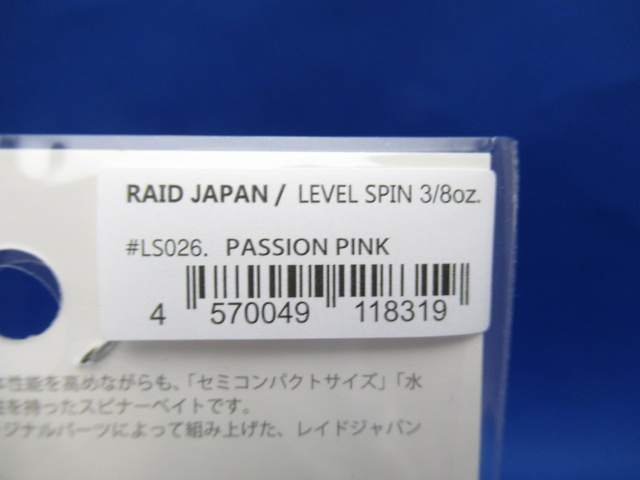 RAID JAPAN / LEVEL SPIN 3/8oz.
#LS026. PASSION PINK
4 570049 118319
性能を高めながらも、「セミコンパクトサイズ」「水
を持ったスピナーベイトです。
ジナルパーツによって組み上げた、レイドジャパン